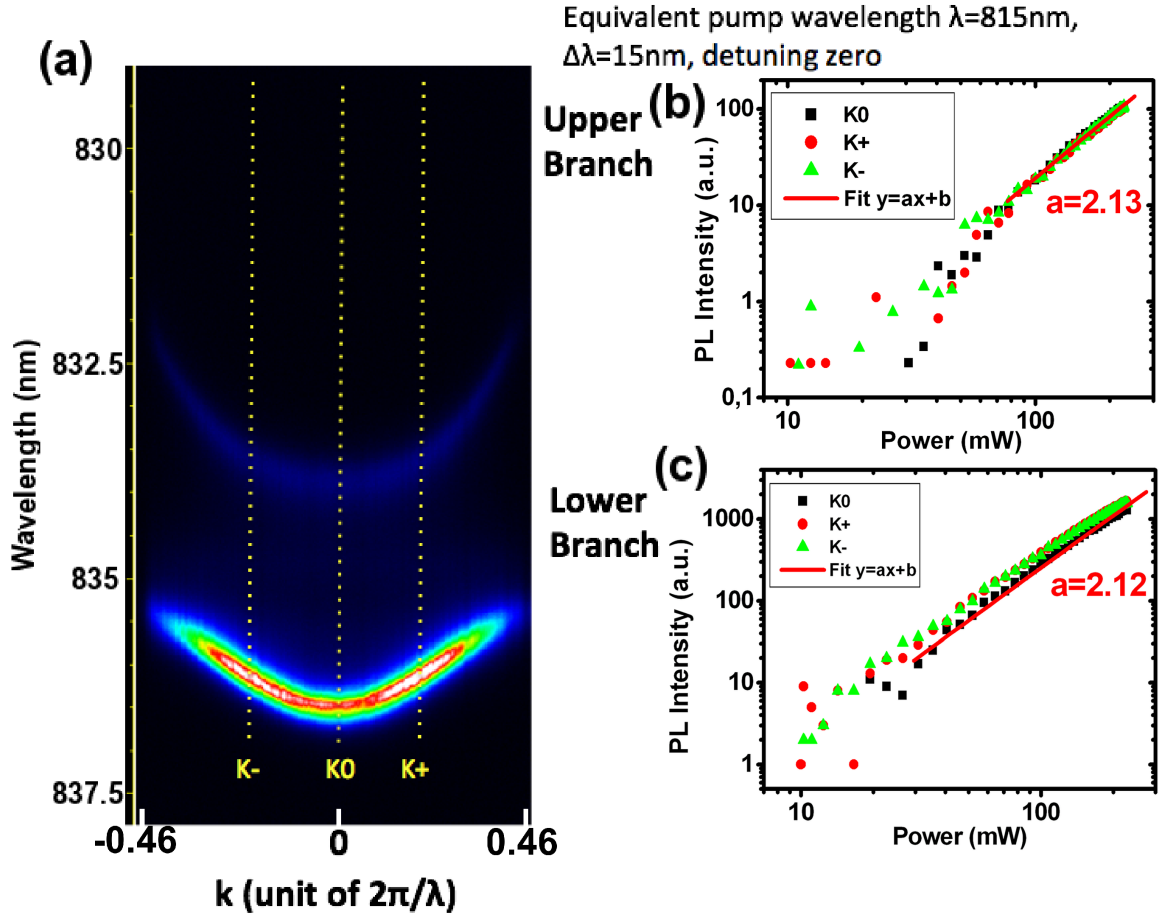 Equivalent pump wavelength λ=815nm,
Δλ=15nm, detuning zero
(a)
Wavelength (nm)
830
832.5
835
837.5
K-
K0
K+
-0.46
0
0.46
k (unit of 2π/λ)
Upper
Branch
(b)
PL Intensity (a.u.)
100
10
1
0,1
K0
K+
K-
Fit y=ax+b
a=2.13
10
100
Power (mW)
Lower
Branch
(c)
PL Intensity (a.u.)
1000
100
10
1
K0
K+
K-
Fit y=ax+b
a=2.12
10
100
Power (mW)